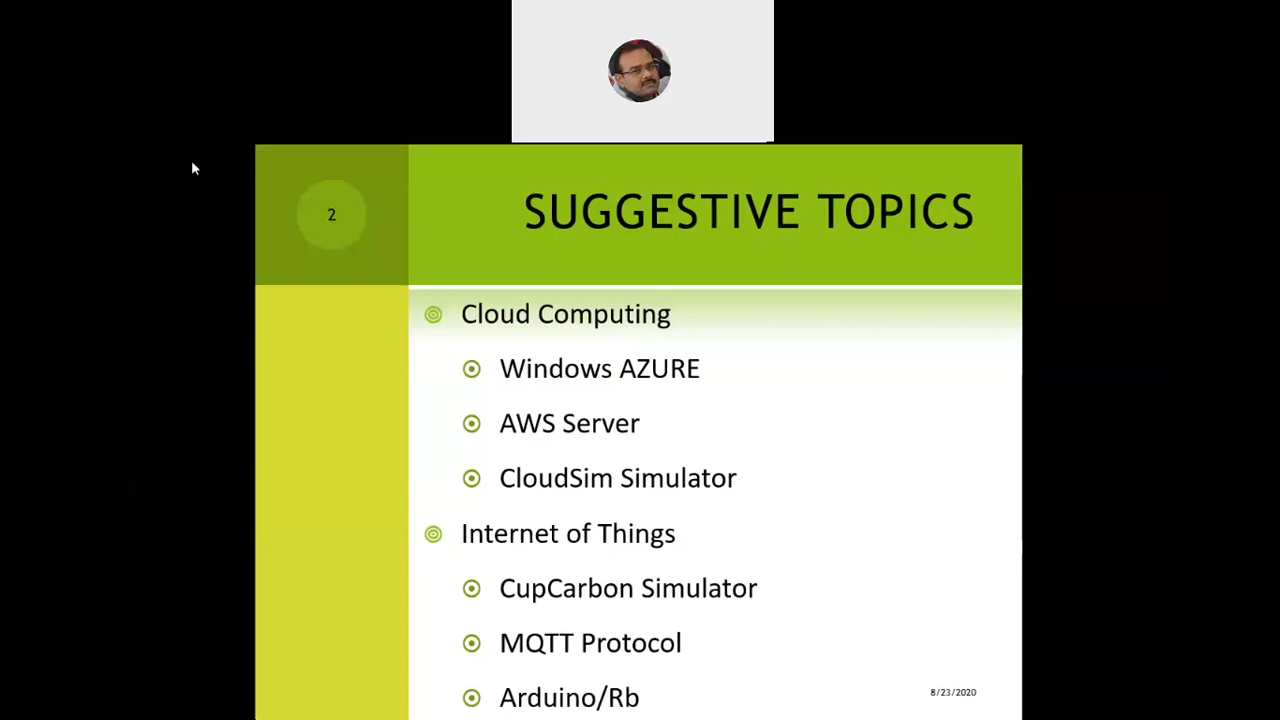 2
SUGGESTIVE TOPICS
Cloud Computing
Windows AZURE
AWS Server
CloudSim Simulator
Internet of Things
CupCarbon Simulator
MQTT Protocol
Arduino/Rb
8/23/2020